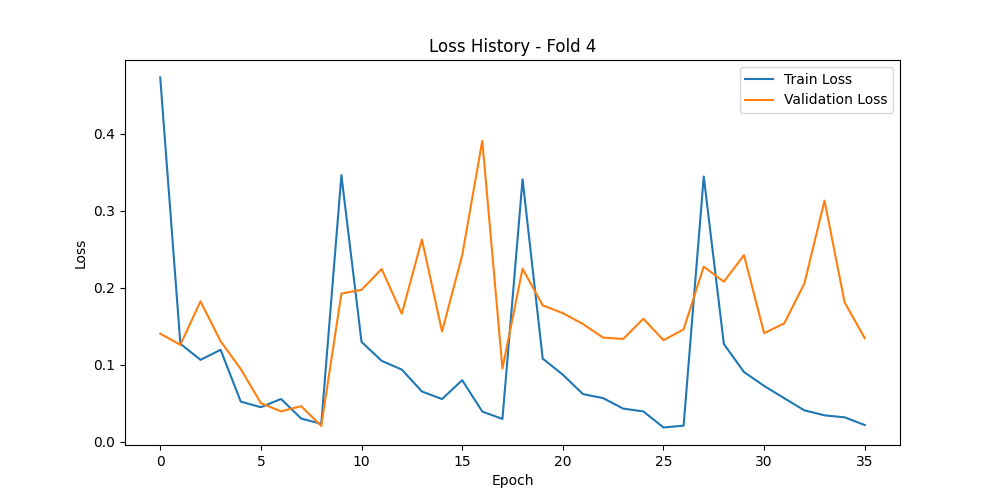 Loss History - Fold 4
Train Loss
Validation Loss
Loss
0.4
0.3
0.2
0.1
0.0
0 5 10 15 20 25 30 35
Epoch